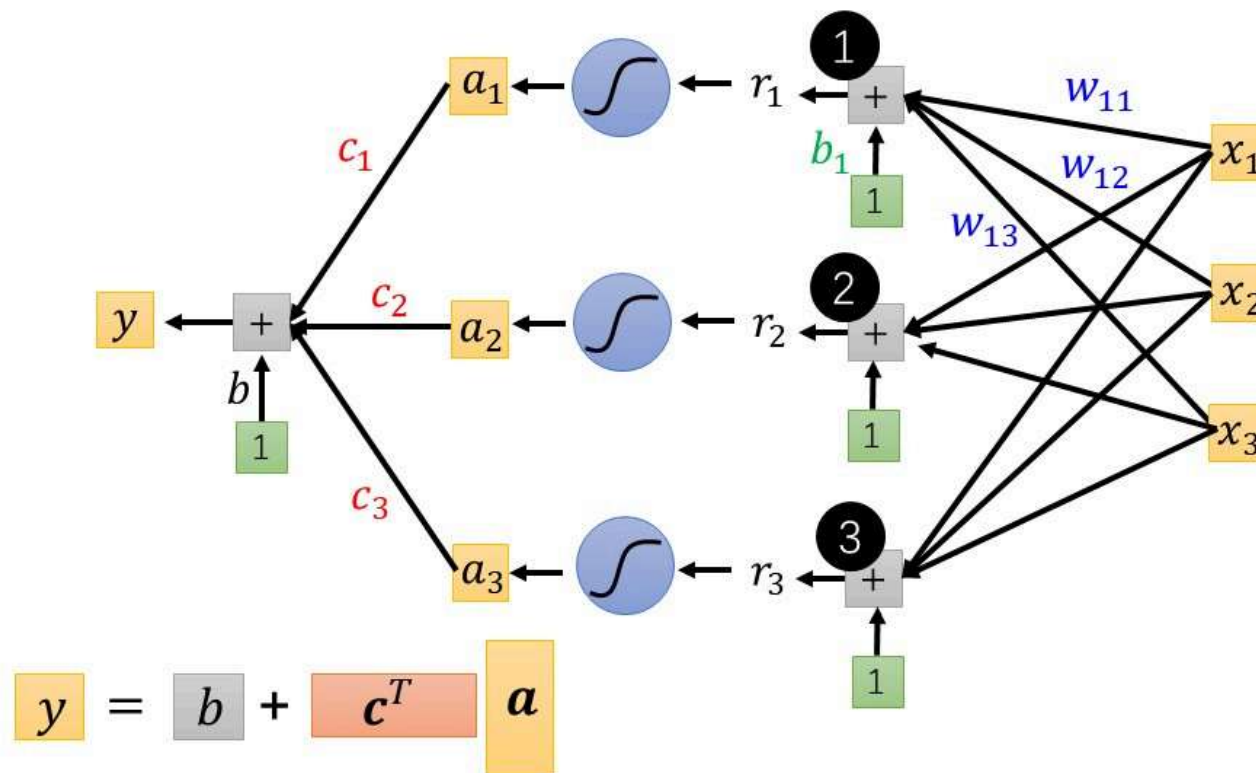 1
w₁₁
a₁
r₁
+
x₁
c₁
b₁
w₁₂
1
w₁₃
2
y
+
c₂
a₂
r₂
+
x₂
b
1
1
x₃
c₃
3
a₃
r₃
+
1
y = b + cᵀ a